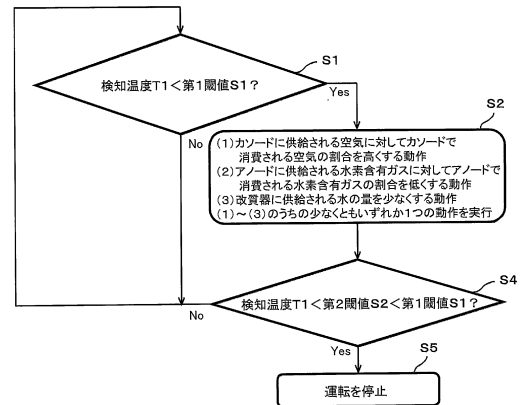 S1
検知温度T1<第1閾値S1?
Yes
No
S2
(1)カソードに供給される空気に対してカソードで
消費される空気の割合を高くする動作
(2)アノードに供給される水素含有ガスに対してアノードで
消費される水素含有ガスの割合を低くする動作
(3)改質器に供給される水の量を少なくする動作
(1)~(3)のうちの少なくともいずれか1つの動作を実行
S4
検知温度T1<第2閾値S2<第1閾値S1?
No
Yes
S5
運転を停止